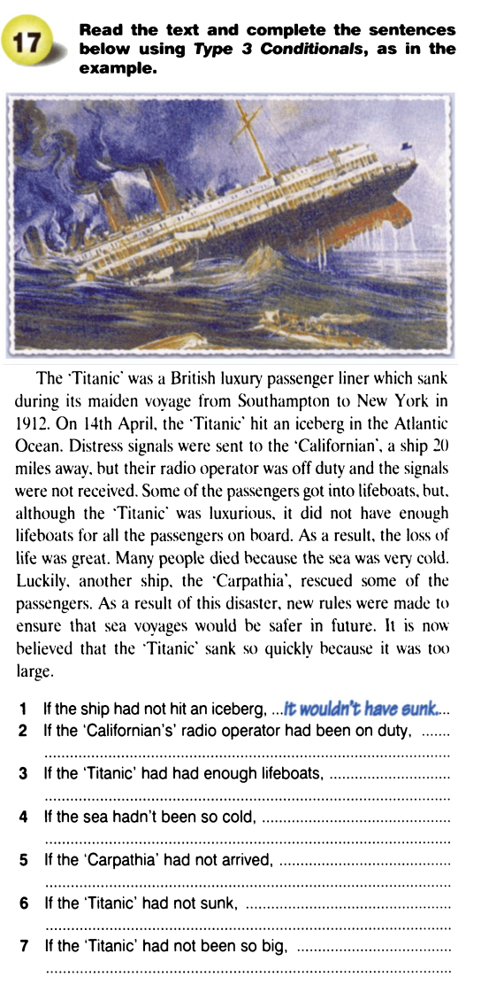 17
Read the text and complete the sentences
below using Type 3 Conditionals, as in the
example.
The 'Titanic' was a British luxury passenger liner which sank
during its maiden voyage from Southampton to New York in
1912. On 14th April, the 'Titanic' hit an iceberg in the Atlantic
Ocean. Distress signals were sent to the 'Californian', a ship 20
miles away, but their radio operator was off duty and the signals
were not received. Some of the passengers got into lifeboats, but,
although the 'Titanic' was luxurious, it did not have enough
lifeboats for all the passengers on board. As a result, the loss of
life was great. Many people died because the sea was very cold.
Luckily, another ship, the 'Carpathia', rescued some of the
passengers. As a result of this disaster, new rules were made to
ensure that sea voyages would be safer in future. It is now
believed that the 'Titanic' sank so quickly because it was too
large.
1 If the ship had not hit an iceberg, ...it wouldn't have sunk....
2 If the 'Californian's' radio operator had been on duty, .......
................................................................................
3 If the 'Titanic' had had enough lifeboats, ............................
................................................................................
4 If the sea hadn't been so cold, ............................................
................................................................................
5 If the 'Carpathia' had not arrived, ........................................
................................................................................
6 If the 'Titanic' had not sunk, ................................................
................................................................................
7 If the 'Titanic' had not been so big, ....................................
................................................................................